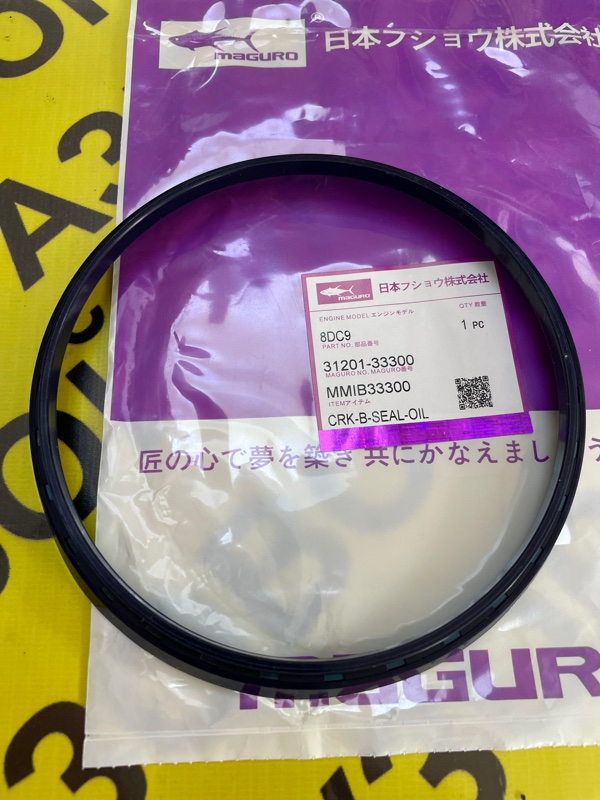 MAGURO
®
日本フショウ株式会社
MAGURO
日本フショウ株式会社
ENGINE MODEL エンジンモデル
QTY 数量
8DC9
1 PC
PART NO. 部品番号
31201-33300
MAGURO NO. MAGURO番号
MMIB33300
ITEMアイテム
CRK-B-SEAL-OIL
匠の心で夢を築き 共にかなえましょう
MAGUR